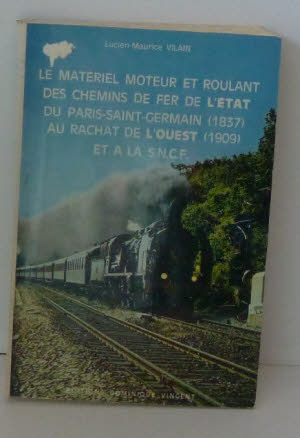 Lucien-Maurice VILAIN
LE MATERIEL MOTEUR ET ROULANT
DES CHEMINS DE FER DE L'ÉTAT
DU PARIS-SAINT-GERMAIN (1837)
AU RACHAT DE L'OUEST (1909)
ET A LA S.N.C.F.
DOMINIQUE VINCENT